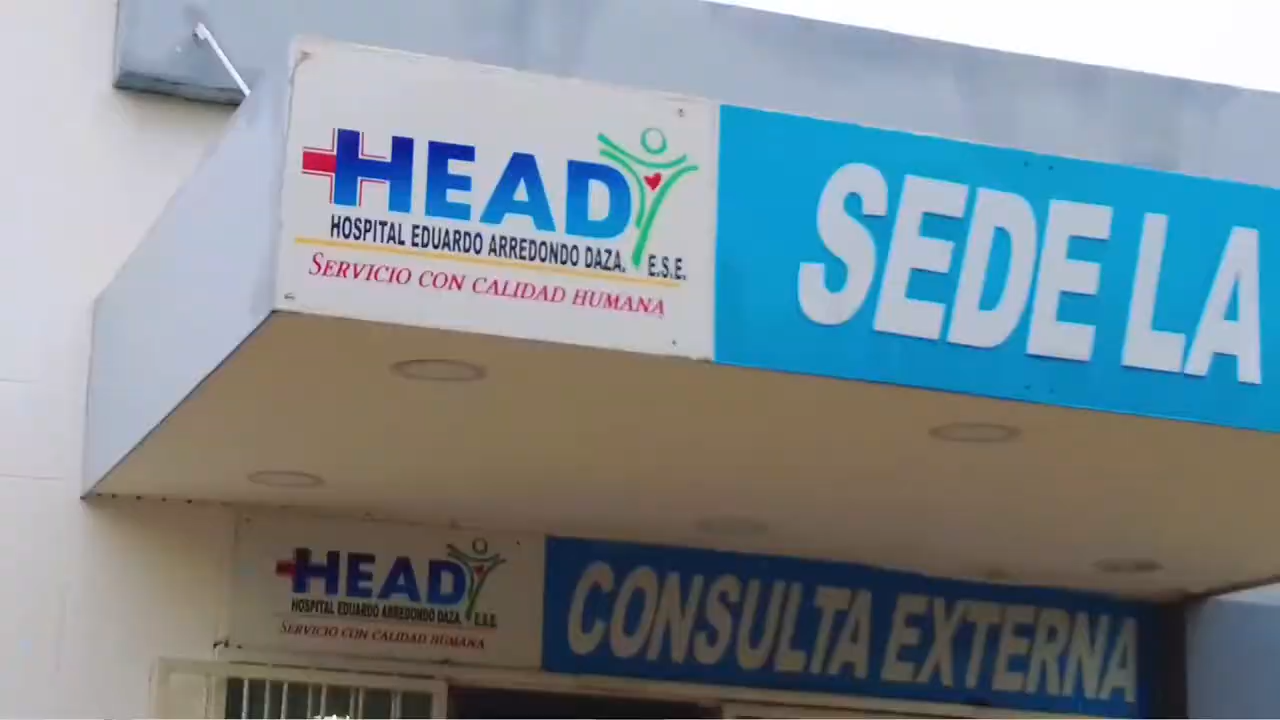 HEAD
HOSPITAL EDUARDO ARREDONDO DAZA. E.S.E.
SERVICIO CON CALIDAD HUMANA
SEDE LA
HEAD
HOSPITAL EDUARDO ARREDONDO DAZA. E.S.E.
SERVICIO CON CALIDAD HUMANA
CONSULTA EXTERNA